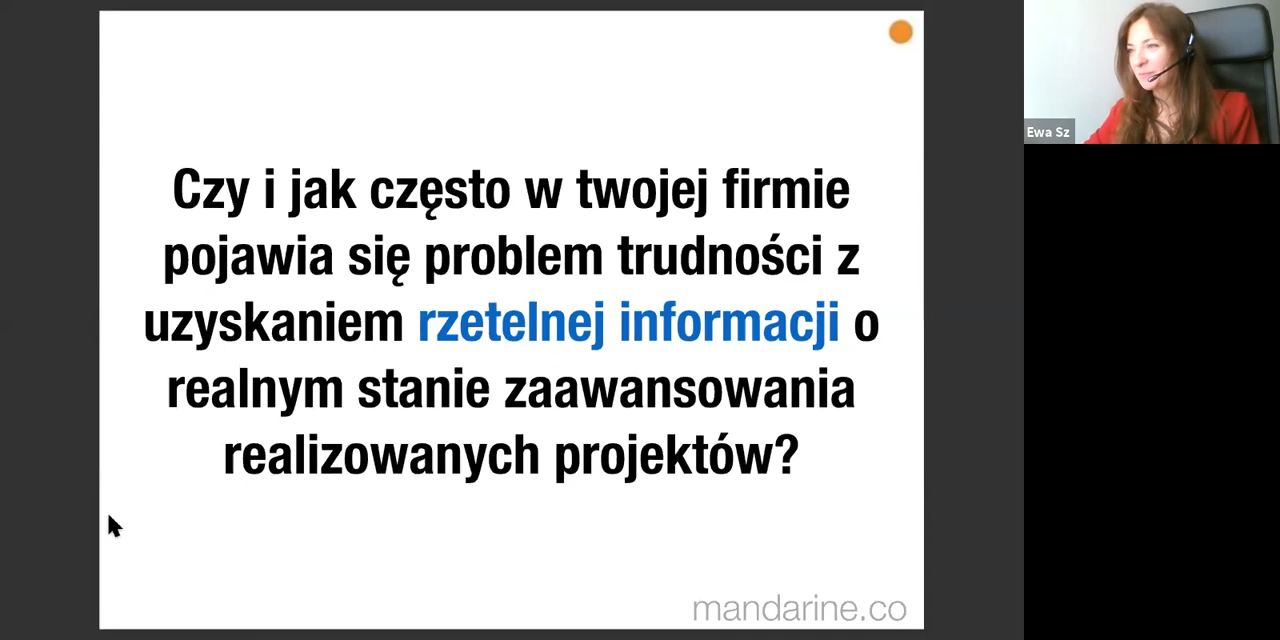 Czy i jak często w twojej firmie
pojawia się problem trudności z
uzyskaniem rzetelnej informacji o
realnym stanie zaawansowania
realizowanych projektów?
mandarine.co
Ewa Sz